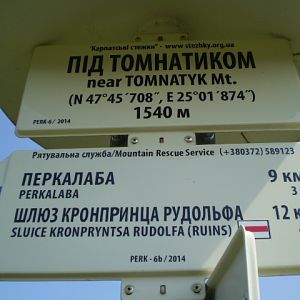 "Карпатські стежки" - www.stezhky.org.ua
ПІД ТОМНАТИКОМ
near TOMNATYK Mt.
(N 47°45´708˝, E 25°01´874˝)
1540 м
PERK-6/ 2014
Рятувальна служба/Mountain Rescue Service (+380372) 589123
ПЕРКАЛАБА 9 км
PERKALABA 3
ШЛЮЗ КРОНПРИНЦА РУДОЛЬФА 12 к
SLUICE KRONPRYNTSA RUDOLFA (RUINS) 4
PERK - 6b / 2014